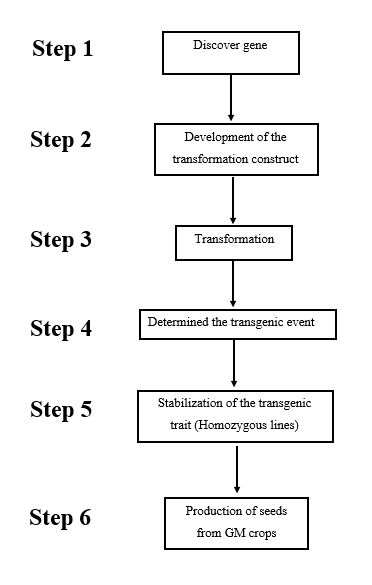 Step 1
Discover gene
Step 2
Development of the
transformation construct
Step 3
Transformation
Step 4
Determined the transgenic event
Step 5
Stabilization of the transgenic
trait (Homozygous lines)
Step 6
Production of seeds
from GM crops